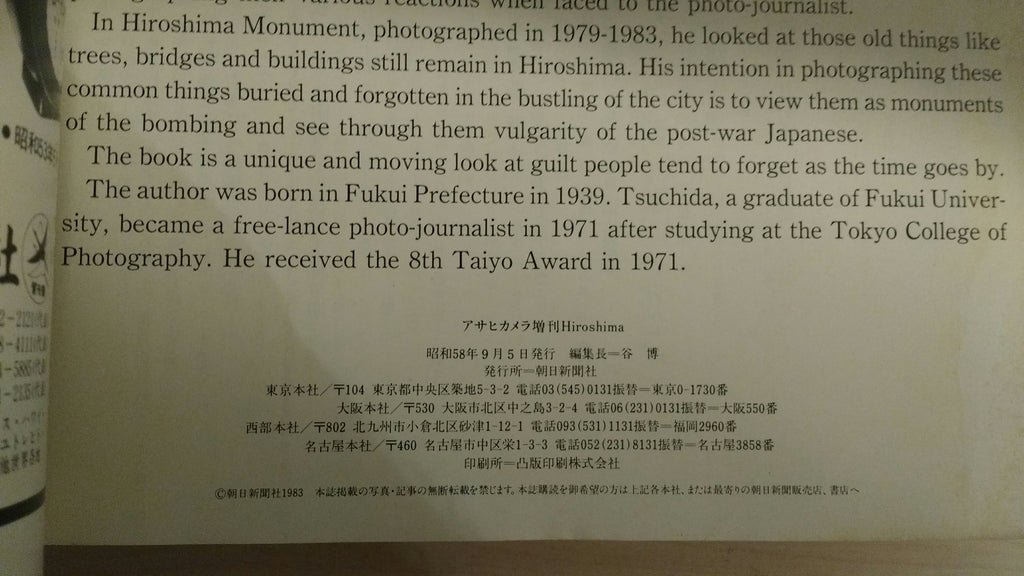 various reactions when faced to the photo-journalist.
In Hiroshima Monument, photographed in 1979-1983, he looked at those old things like
trees, bridges and buildings still remain in Hiroshima. His intention in photographing these
common things buried and forgotten in the bustling of the city is to view them as monuments
of the bombing and see through them vulgarity of the post-war Japanese.
The book is a unique and moving look at guilt people tend to forget as the time goes by.
The author was born in Fukui Prefecture in 1939. Tsuchida, a graduate of Fukui Univer-
sity, became a free-lance photo-journalist in 1971 after studying at the Tokyo College of
Photography. He received the 8th Taiyo Award in 1971.
アサヒカメラ増刊Hiroshima
昭和58年9月5日発行 編集長=谷 博
発行所=朝日新聞社
東京本社/〒104 東京都中央区築地5-3-2 電話03(545)0131振替=東京0-1730番
大阪本社/〒530 大阪市北区中之島3-2-4 電話06(231)0131振替=大阪550番
西部本社/〒802 北九州市小倉北区砂津1-12-1 電話093(531)1131振替=福岡2960番
名古屋本社/〒460 名古屋市中区栄1-3-3 電話052(231)8131振替=名古屋3858番
印刷所=凸版印刷株式会社
©朝日新聞社1983 本誌掲載の写真・記事の無断転載を禁じます。本誌購読を御希望の方は上記各本社、または最寄りの朝日新聞販売店、書店へ